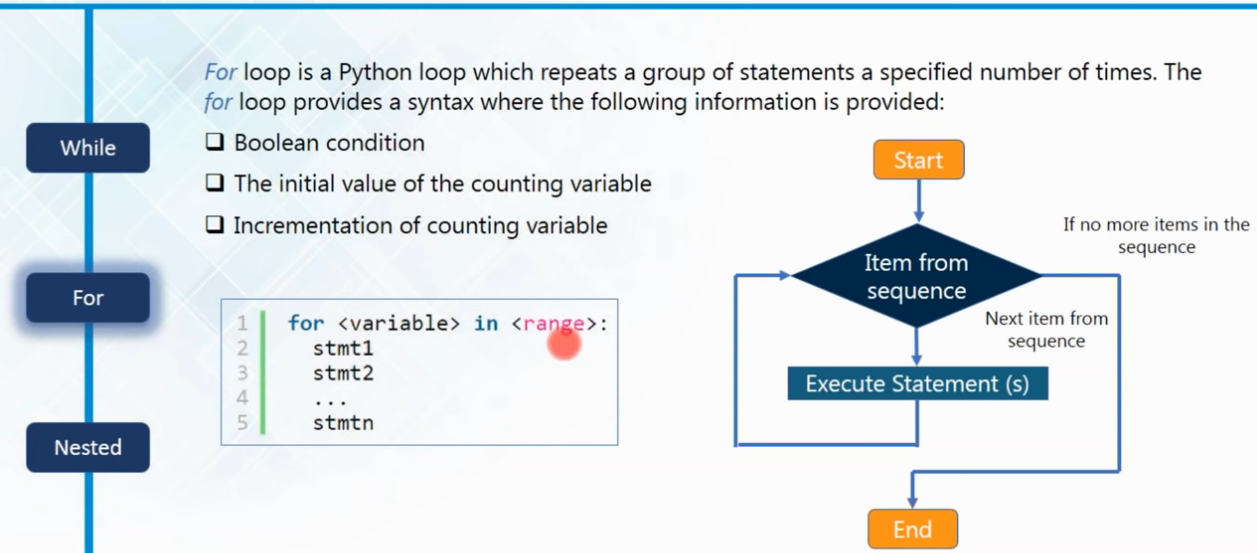 For loop is a Python loop which repeats a group of statements a specified number of times. The
for loop provides a syntax where the following information is provided:
Boolean condition
The initial value of the counting variable
Incrementation of counting variable
While
For
Nested
1 for <variable> in <range>:
2 stmt1
3 stmt2
4 ...
5 stmtn
Start
Item from
sequence
If no more items in the
sequence
Next item from
sequence
Execute Statement (s)
End